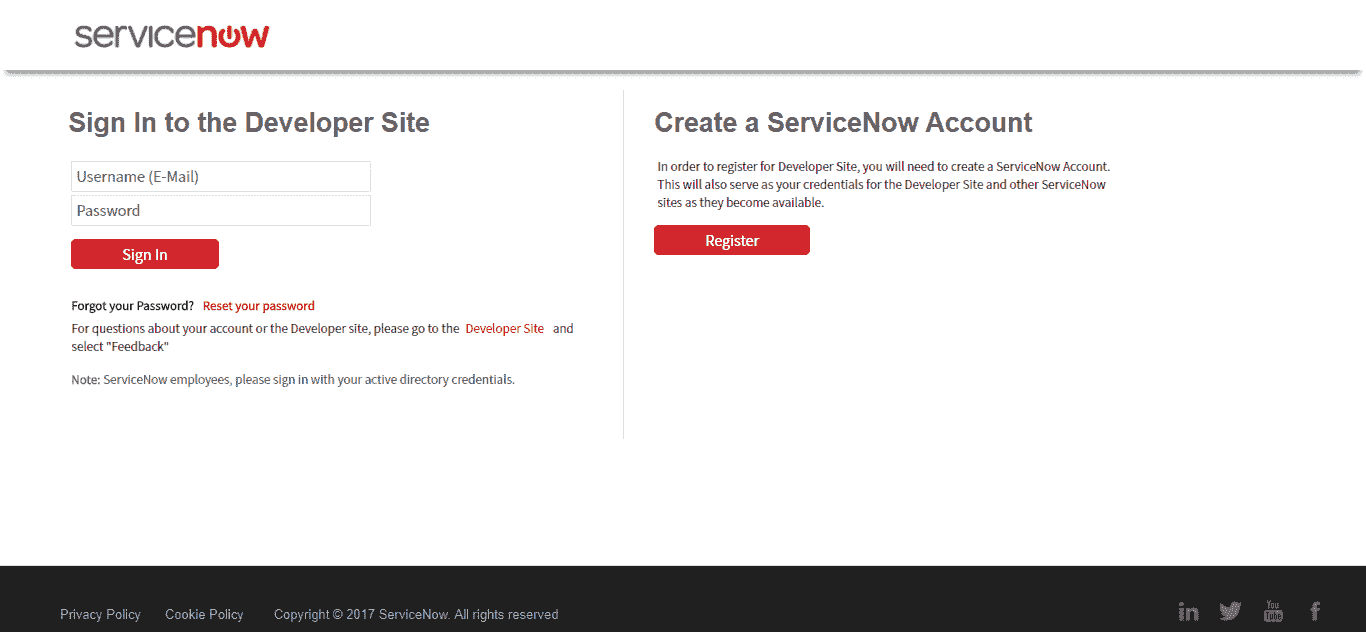 servicenow
Sign In to the Developer Site
Username (E-Mail)
Password
Sign In
Forgot your Password? Reset your password
For questions about your account or the Developer site, please go to the Developer Site and
select "Feedback"
Note: ServiceNow employees, please sign in with your active directory credentials.
Create a ServiceNow Account
In order to register for Developer Site, you will need to create a ServiceNow Account.
This will also serve as your credentials for the Developer Site and other ServiceNow
sites as they become available.
Register
Privacy Policy Cookie Policy Copyright © 2017 ServiceNow. All rights reserved
in
You
Tube
f